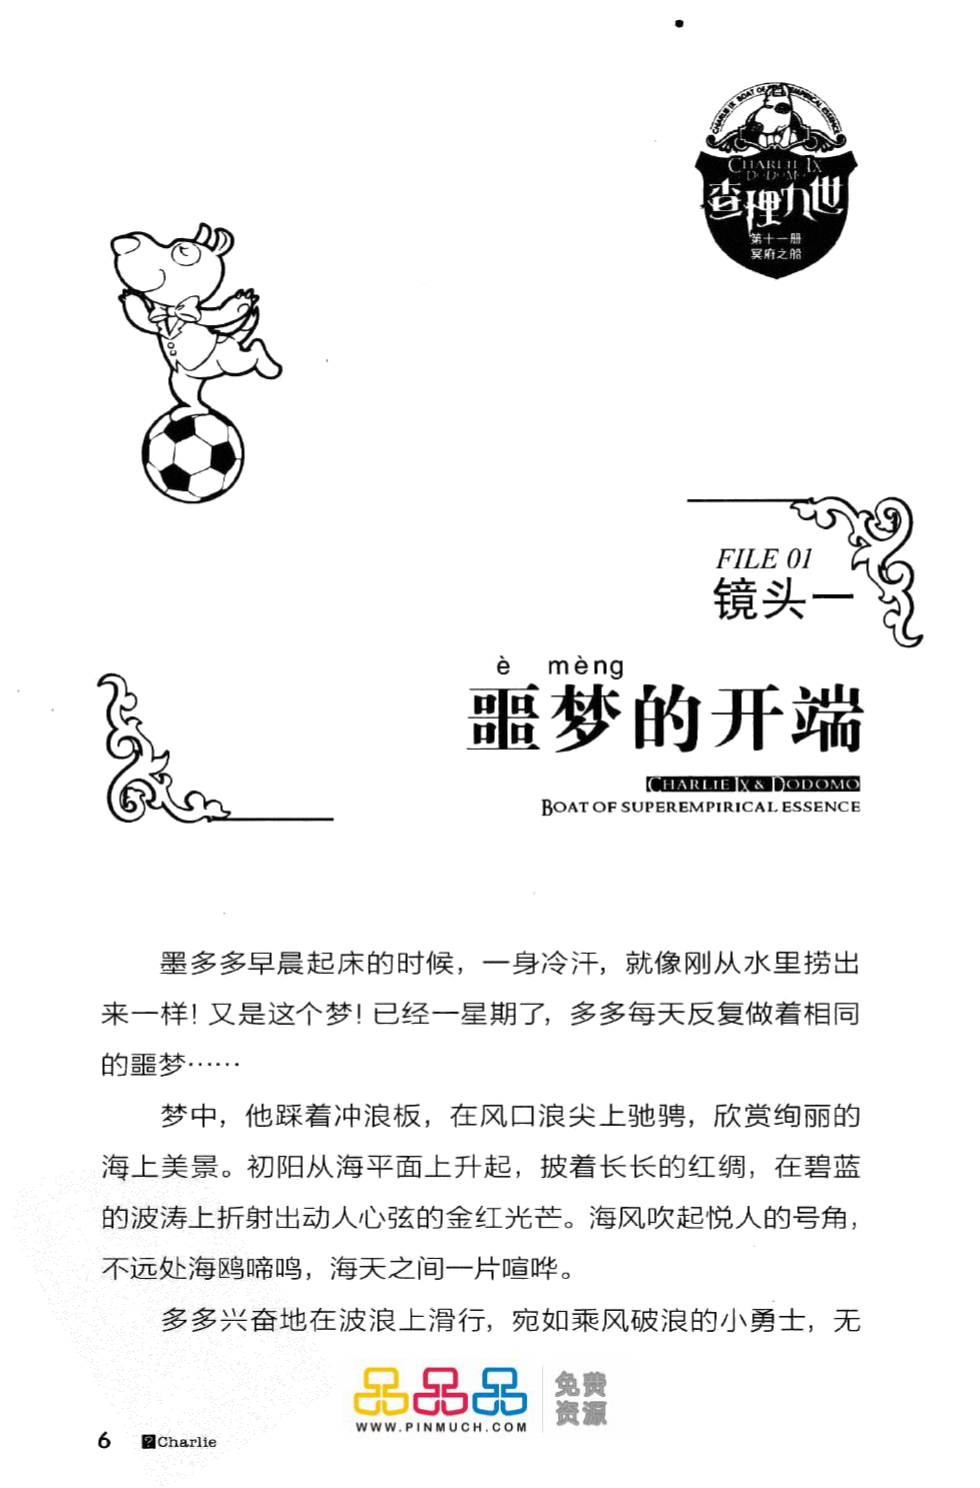 CHARLIE IX BOAT OF SUPEREMPIRICAL ESSENCE
CHARLIE IX
DODOMO
查理九世
第十一册
冥府之船
FILE 01
镜头一
è mèng
噩梦的开端
CHARLIE IX & DODOMO
BOAT OF SUPEREMPIRICAL ESSENCE
墨多多早晨起床的时候，一身冷汗，就像刚从水里捞出
来一样！又是这个梦！已经一星期了，多多每天反复做着相同
的噩梦……
梦中，他踩着冲浪板，在风口浪尖上驰骋，欣赏绚丽的
海上美景。初阳从海平面上升起，披着长长的红绸，在碧蓝
的波涛上折射出动人心弦的金红光芒。海风吹起悦人的号角，
不远处海鸥啼鸣，海天之间一片喧哗。
多多兴奋地在波浪上滑行，宛如乘风破浪的小勇士，无
品品品
免费
资源
WWW.PINMUCH.COM
6 ?Charlie